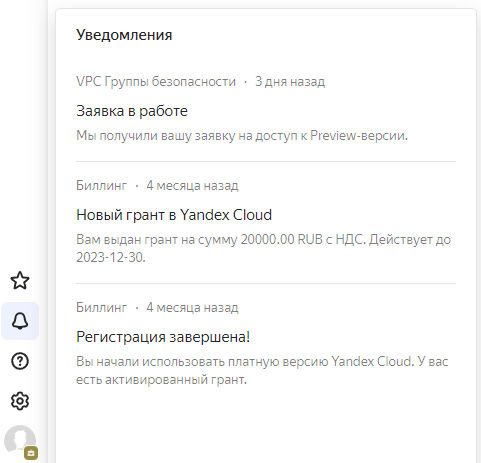 Уведомления
VPC Группы безопасности · 3 дня назад
Заявка в работе
Мы получили вашу заявку на доступ к Preview-версии.
Биллинг · 4 месяца назад
Новый грант в Yandex Cloud
Вам выдан грант на сумму 20000.00 RUB с НДС. Действует до
2023-12-30.
Биллинг · 4 месяца назад
Регистрация завершена!
Вы начали использовать платную версию Yandex Cloud. У вас
есть активированный грант.